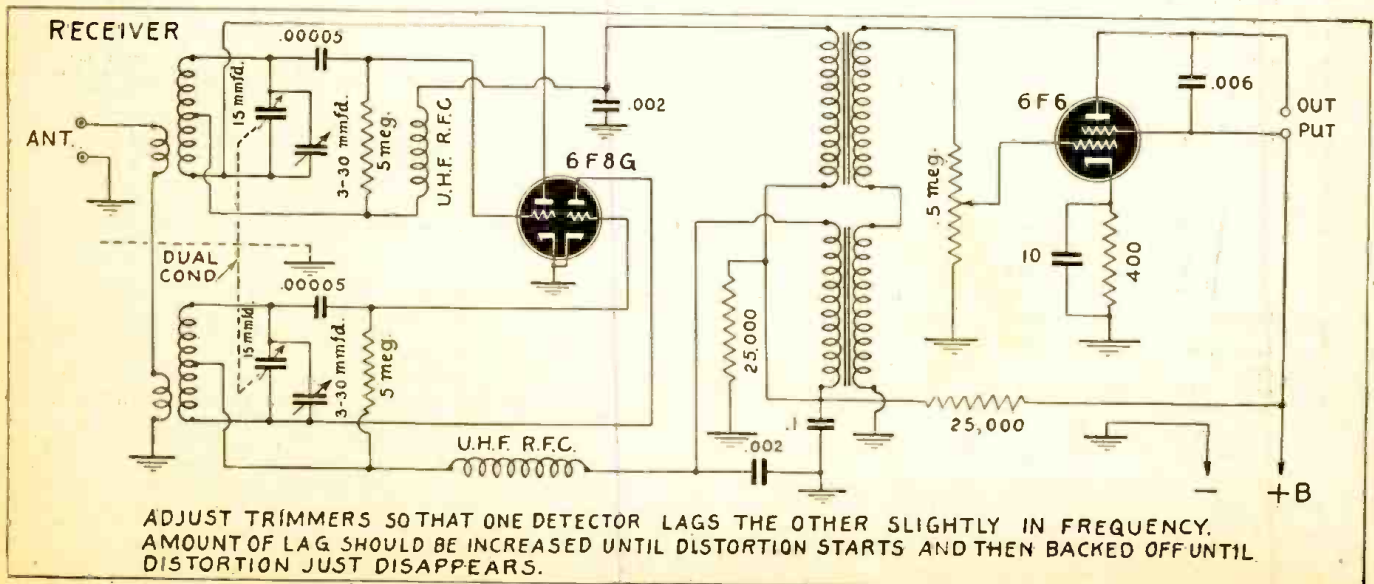 RECEIVER
.00005
15 mmfd.
3-30 mmfd.
5 meg.
U.H.F. R.F.C.
.002
6F8G
ANT.
DUAL
COND.
.00005
15 mmfd.
3-30 mmfd.
5 meg.
U.H.F. R.F.C.
.002
25,000
.1
25,000
.5 meg.
6F6
.006
OUT
PUT
10
400
–
+B
ADJUST TRIMMERS SO THAT ONE DETECTOR LAGS THE OTHER SLIGHTLY IN FREQUENCY.
AMOUNT OF LAG SHOULD BE INCREASED UNTIL DISTORTION STARTS AND THEN BACKED OFF UNTIL
DISTORTION JUST DISAPPEARS.